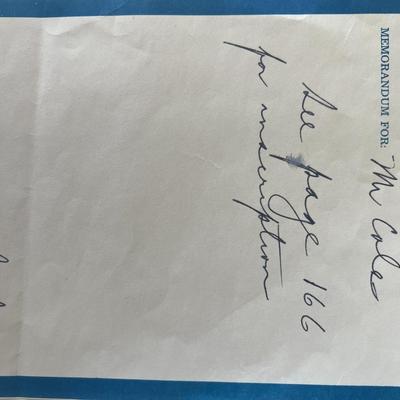 MEMORANDUM FOR:
Mr Cole
See page 166
for inscription